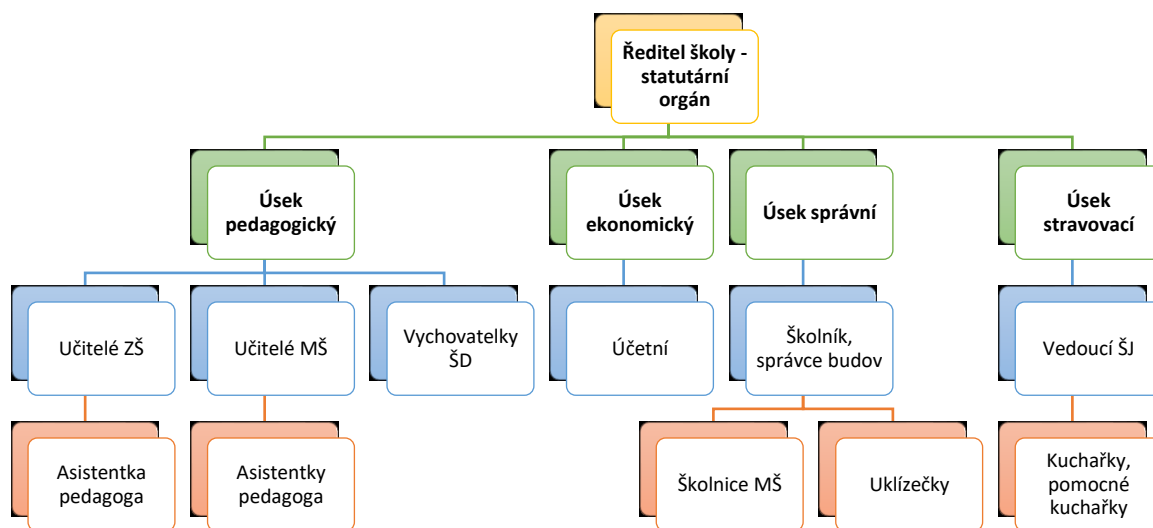 Ředitel školy -
statutární
orgán
Úsek
pedagogický
Úsek
ekonomický
Úsek správní
Úsek
stravovací
Učitelé ZŠ
Učitelé MŠ
Vychovatelky
ŠD
Účetní
Školník,
správce budov
Vedoucí ŠJ
Asistentka
pedagoga
Asistentky
pedagoga
Školnice MŠ
Uklízečky
Kuchařky,
pomocné
kuchařky